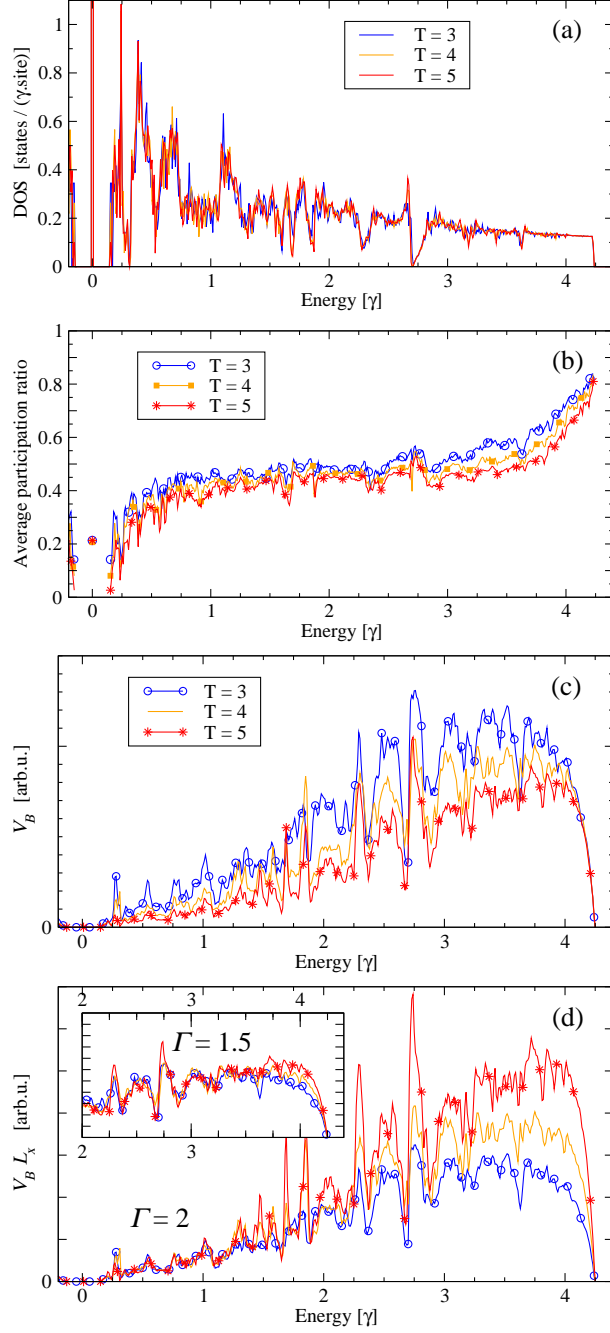 (a)
T = 3
T = 4
T = 5
DOS [states / (γ.site)]
1
0.8
0.6
0.4
0.2
0
0 1 2 3 4
Energy [γ]
(b)
T = 3
T = 4
T = 5
Average participation ratio
1
0.8
0.6
0.4
0.2
0
0 1 2 3 4
Energy [γ]
(c)
T = 3
T = 4
T = 5
V_B [arb.u.]
0
0 1 2 3 4
Energy [γ]
(d)
2 3 4
Γ = 1.5
2 3 4
Γ = 2
V_B L_x [arb.u.]
0
0 1 2 3 4
Energy [γ]